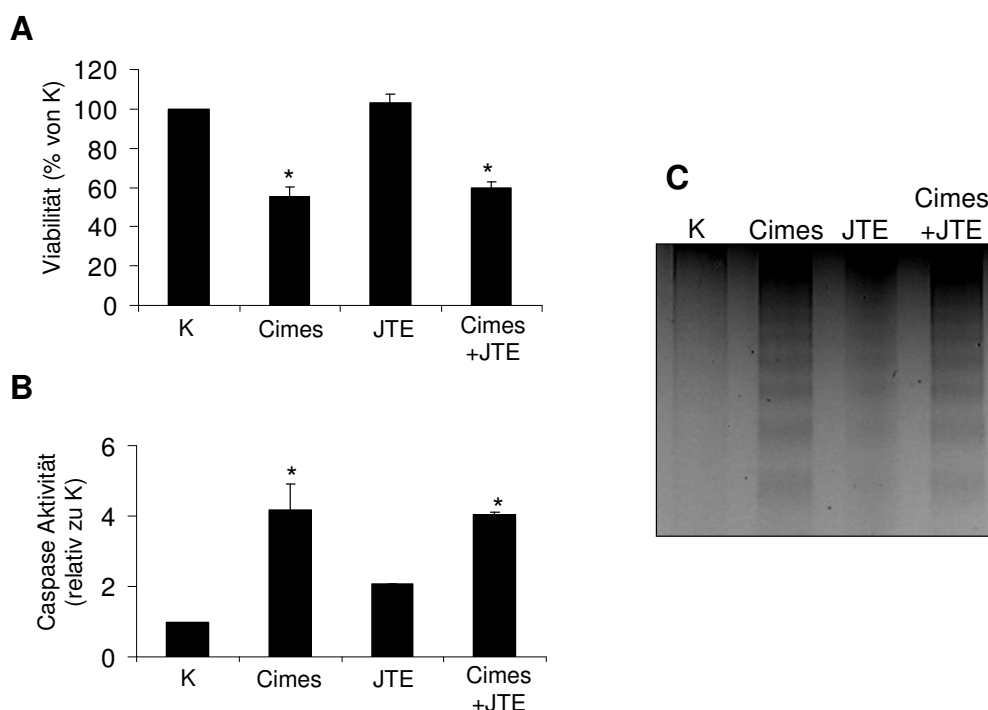 A
Viabilität (% von K)
120
100
80
60
40
20
0
*
*
K
Cimes
JTE
Cimes
+JTE
B
Caspase Aktivität
(relativ zu K)
6
4
2
0
*
*
K
Cimes
JTE
Cimes
+JTE
C
K
Cimes
JTE
Cimes
+JTE